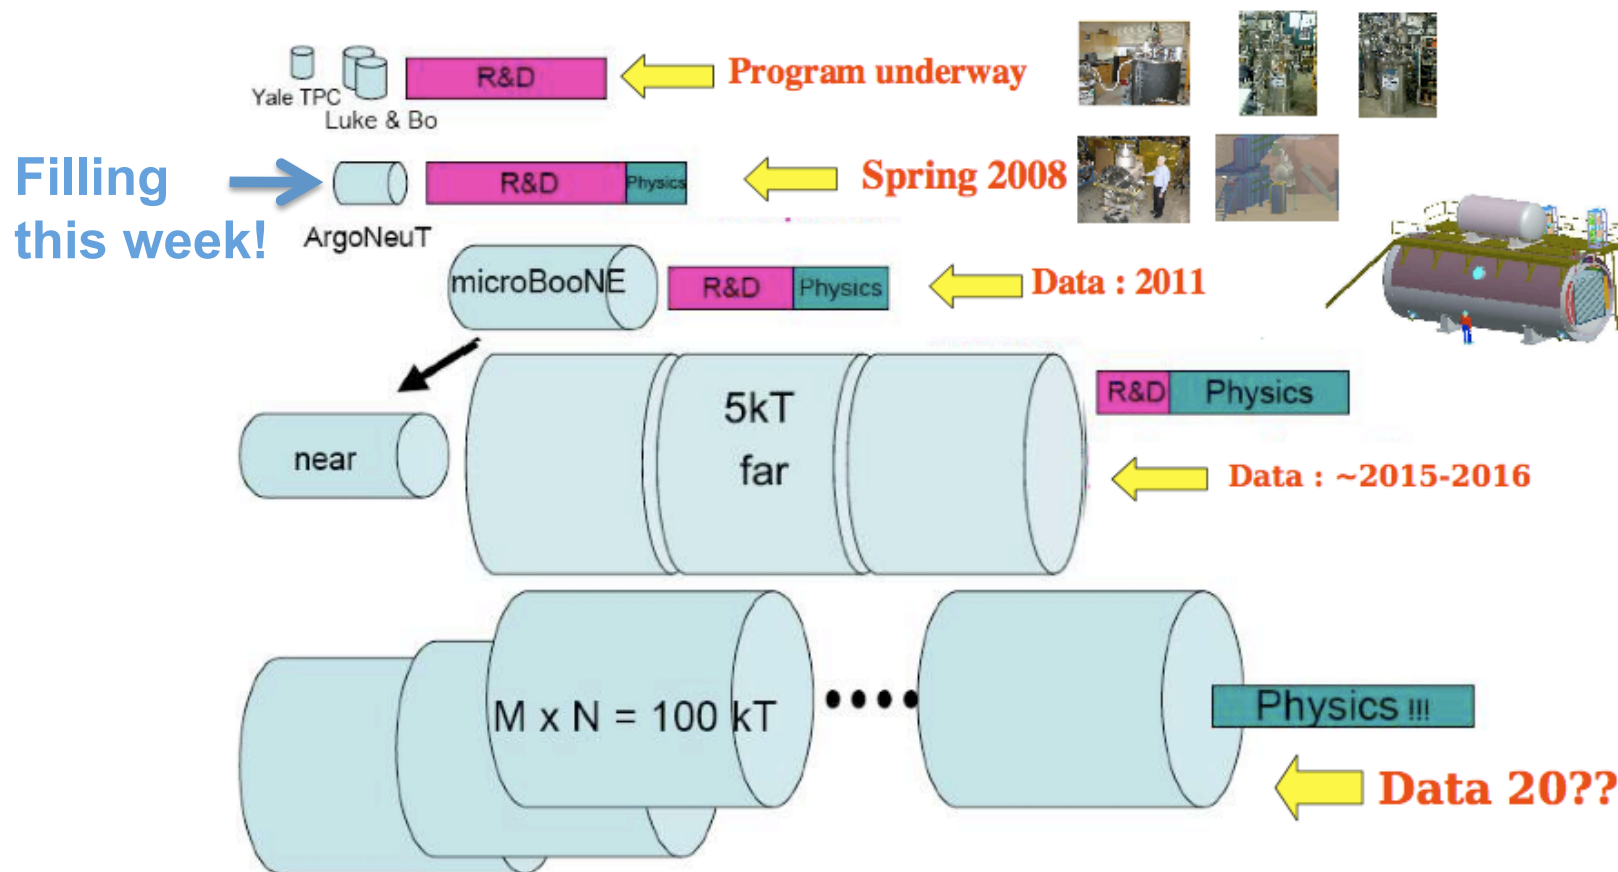 Yale TPC
Luke & Bo
R&D
Program underway
Filling
this week!
ArgoNeuT
R&D
Physics
Spring 2008
microBooNE
R&D
Physics
Data : 2011
near
5kT
far
R&D
Physics
Data : ~2015-2016
M x N = 100 kT
Physics !!!
Data 20??